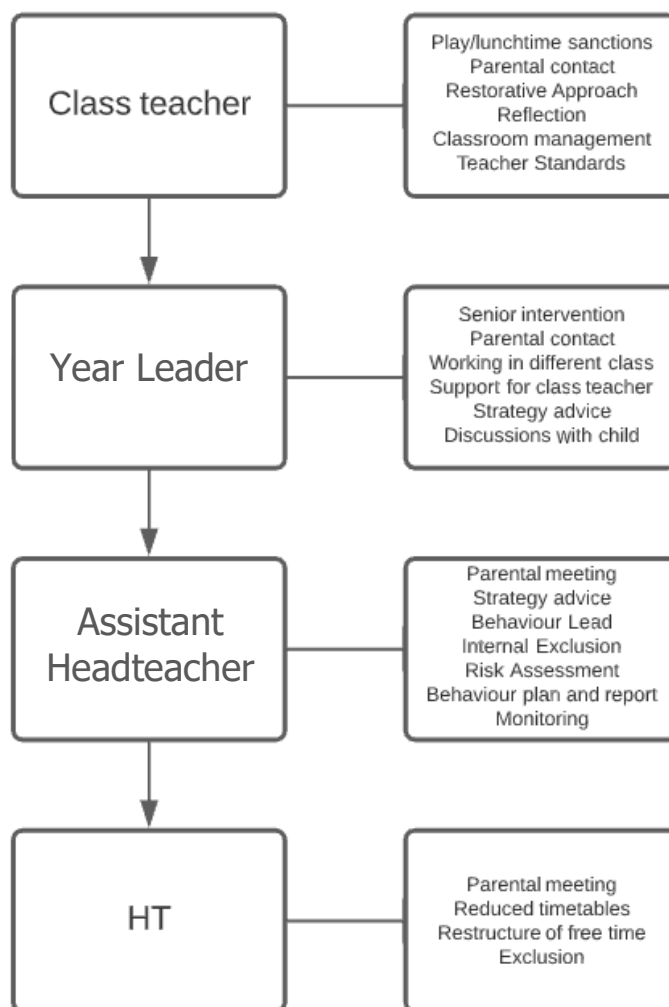 Class teacher
Play/lunchtime sanctions
Parental contact
Restorative Approach
Reflection
Classroom management
Teacher Standards
Year Leader
Senior intervention
Parental contact
Working in different class
Support for class teacher
Strategy advice
Discussions with child
Assistant
Headteacher
Parental meeting
Strategy advice
Behaviour Lead
Internal Exclusion
Risk Assessment
Behaviour plan and report
Monitoring
HT
Parental meeting
Reduced timetables
Restructure of free time
Exclusion